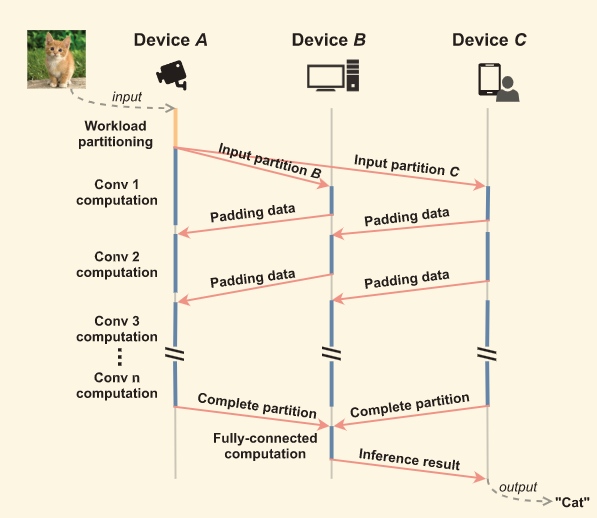 Device A
Device B
Device C
input
Workload
partitioning
Input partition B
Input partition C
Conv 1
computation
Padding data
Padding data
Conv 2
computation
Padding data
Padding data
Conv 3
computation
Conv n
computation
Complete partition
Complete partition
Fully-connected
computation
Inference result
output
"Cat"